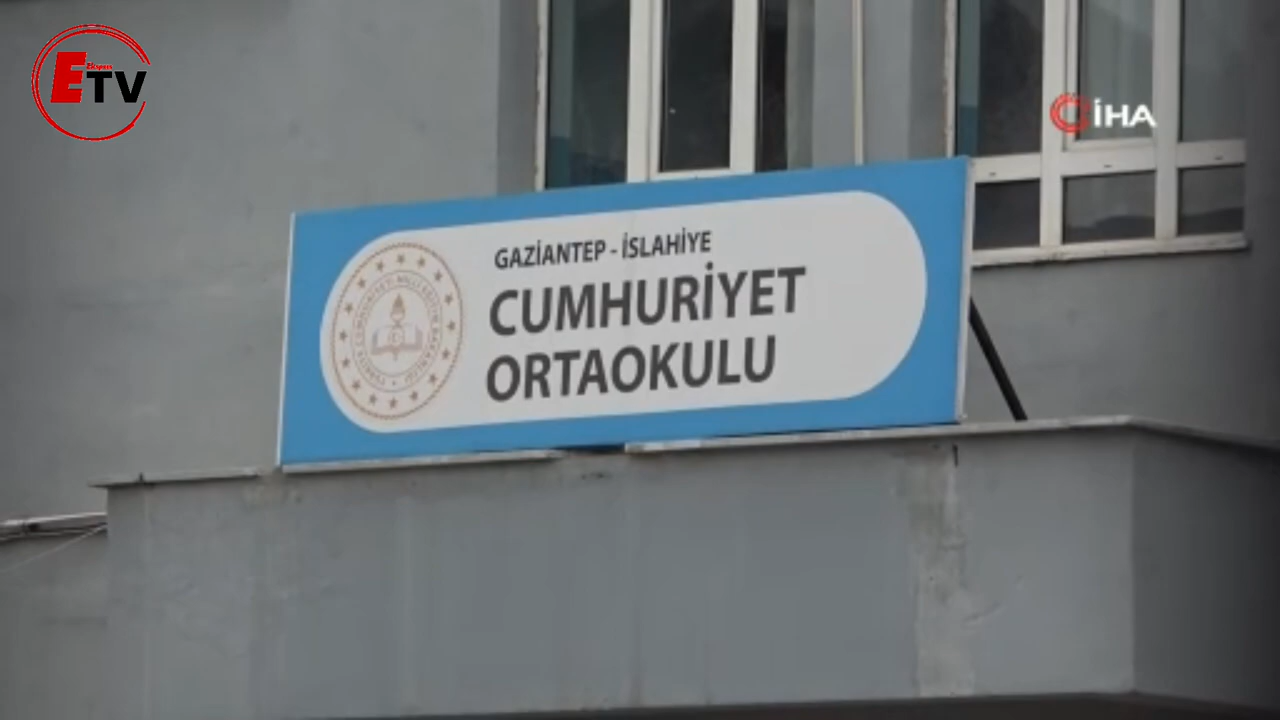 ETV
İHA
GAZİANTEP - İSLAHİYE
CUMHURİYET
ORTAOKULU